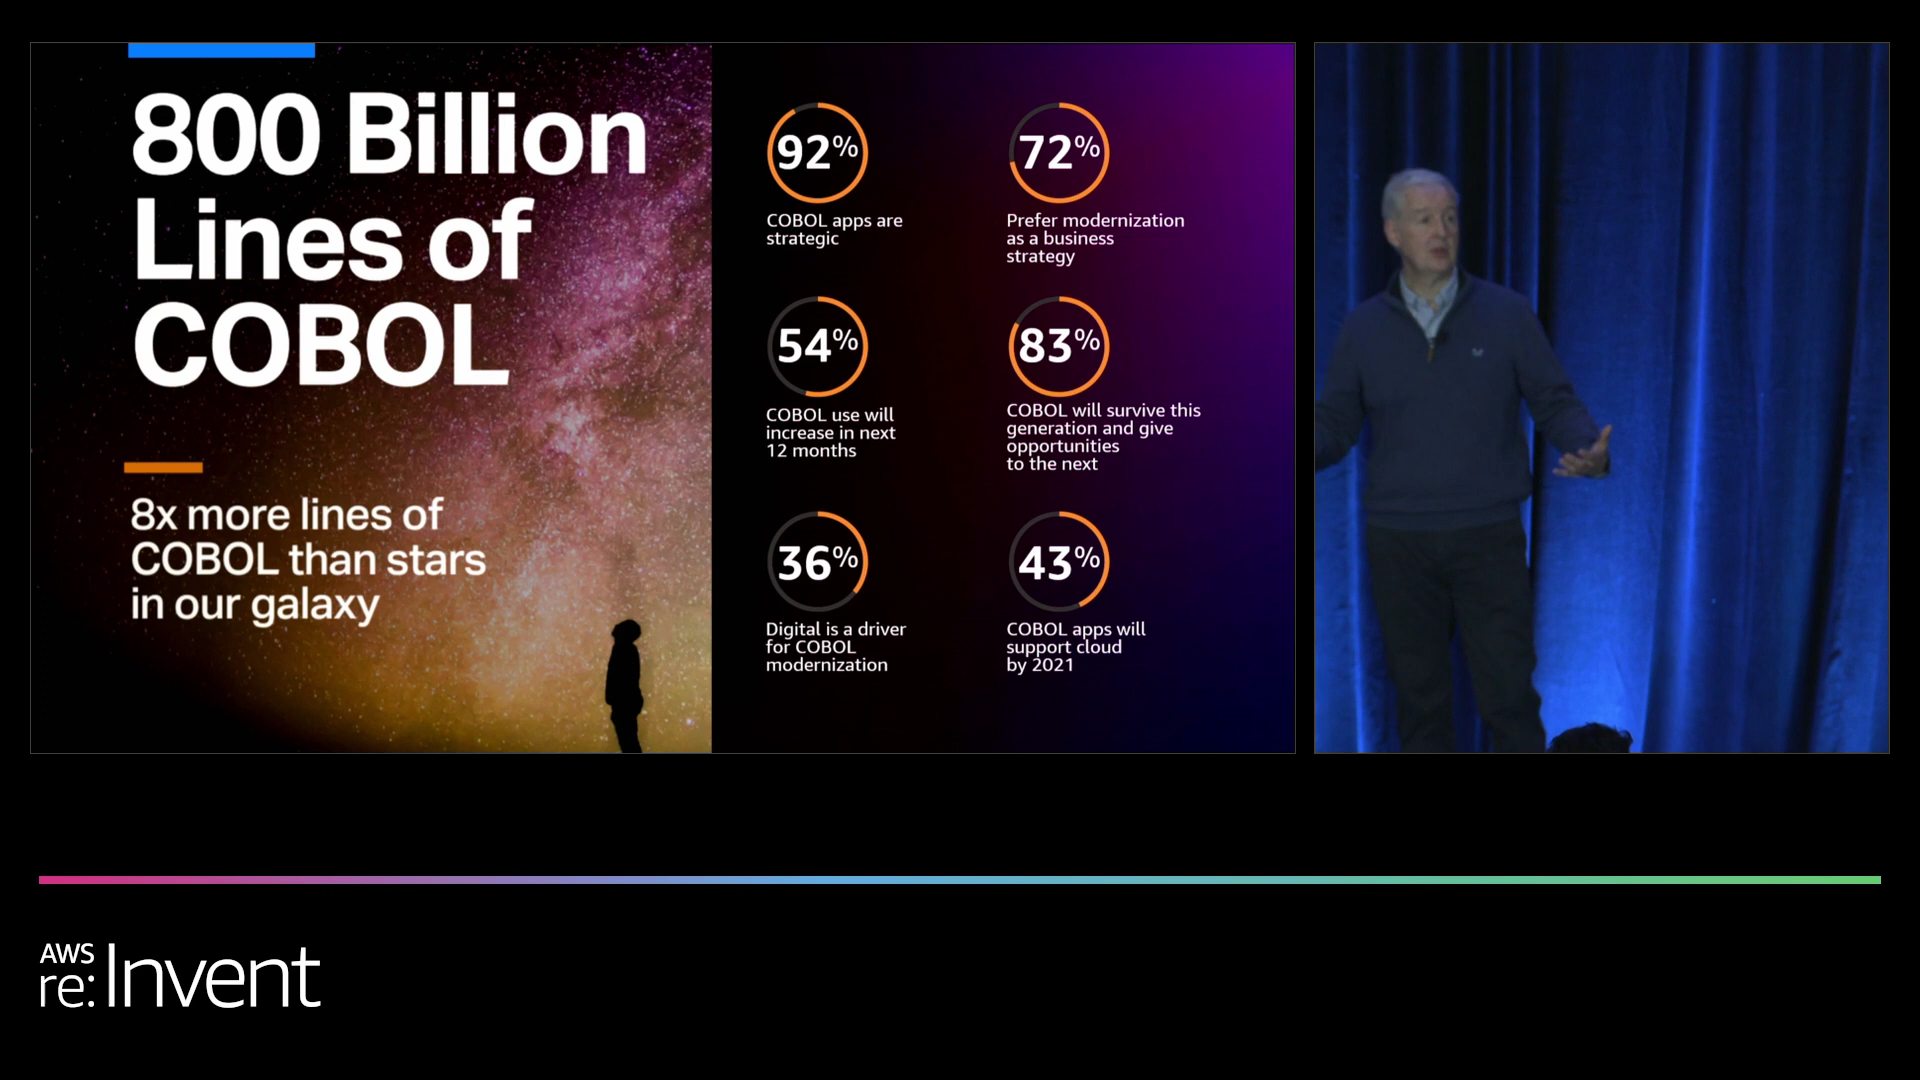 800 Billion
Lines of
COBOL
8x more lines of
COBOL than stars
in our galaxy
92%
COBOL apps are
strategic
72%
Prefer modernization
as a business
strategy
54%
COBOL use will
increase in next
12 months
83%
COBOL will survive this
generation and give
opportunities
to the next
36%
Digital is a driver
for COBOL
modernization
43%
COBOL apps will
support cloud
by 2021
AWS
re:Invent